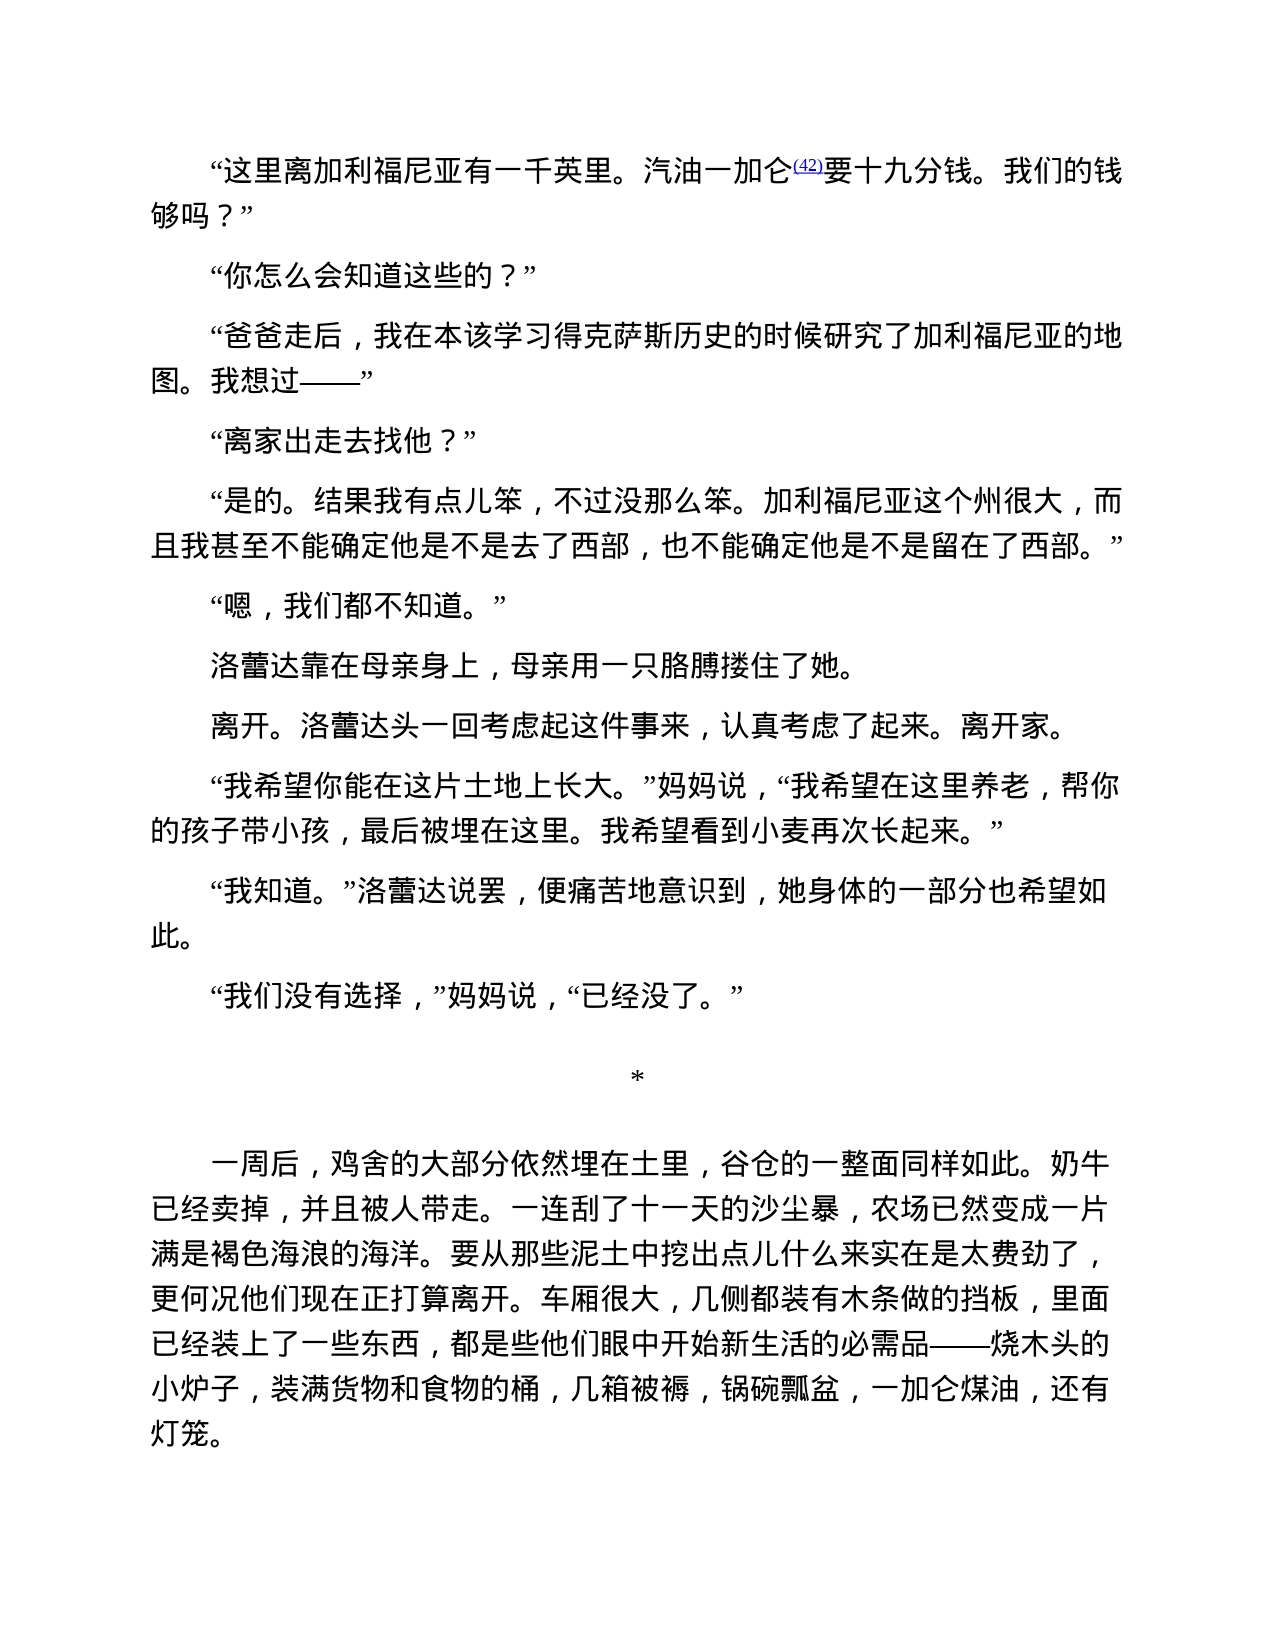 “这里离加利福尼亚有一千英里。汽油一加仑(42)要十九分钱。我们的钱
够吗？”
“你怎么会知道这些的？”
“爸爸走后，我在本该学习得克萨斯历史的时候研究了加利福尼亚的地
图。我想过——”
“离家出走去找他？”
“是的。结果我有点儿笨，不过没那么笨。加利福尼亚这个州很大，而
且我甚至不能确定他是不是去了西部，也不能确定他是不是留在了西部。”
“嗯，我们都不知道。”
洛蕾达靠在母亲身上，母亲用一只胳膊搂住了她。
离开。洛蕾达头一回考虑起这件事来，认真考虑了起来。离开家。
“我希望你能在这片土地上长大。”妈妈说，“我希望在这里养老，帮你
的孩子带小孩，最后被埋在这里。我希望看到小麦再次长起来。”
“我知道。”洛蕾达说罢，便痛苦地意识到，她身体的一部分也希望如
此。
“我们没有选择，”妈妈说，“已经没了。”
*
一周后，鸡舍的大部分依然埋在土里，谷仓的一整面同样如此。奶牛
已经卖掉，并且被人带走。一连刮了十一天的沙尘暴，农场已然变成一片
满是褐色海浪的海洋。要从那些泥土中挖出点儿什么来实在是太费劲了，
更何况他们现在正打算离开。车厢很大，几侧都装有木条做的挡板，里面
已经装上了一些东西，都是些他们眼中开始新生活的必需品——烧木头的
小炉子，装满货物和食物的桶，几箱被褥，锅碗瓢盆，一加仑煤油，还有
灯笼。